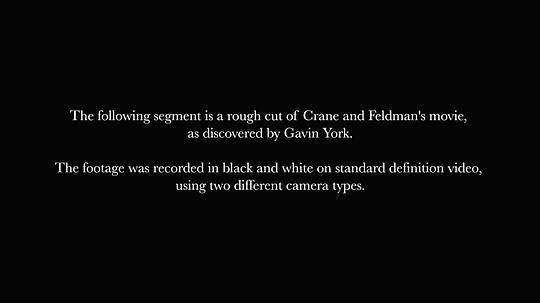 The following segment is a rough cut of Crane and Feldman's movie,
as discovered by Gavin York.
The footage was recorded in black and white on standard definition video,
using two different camera types.